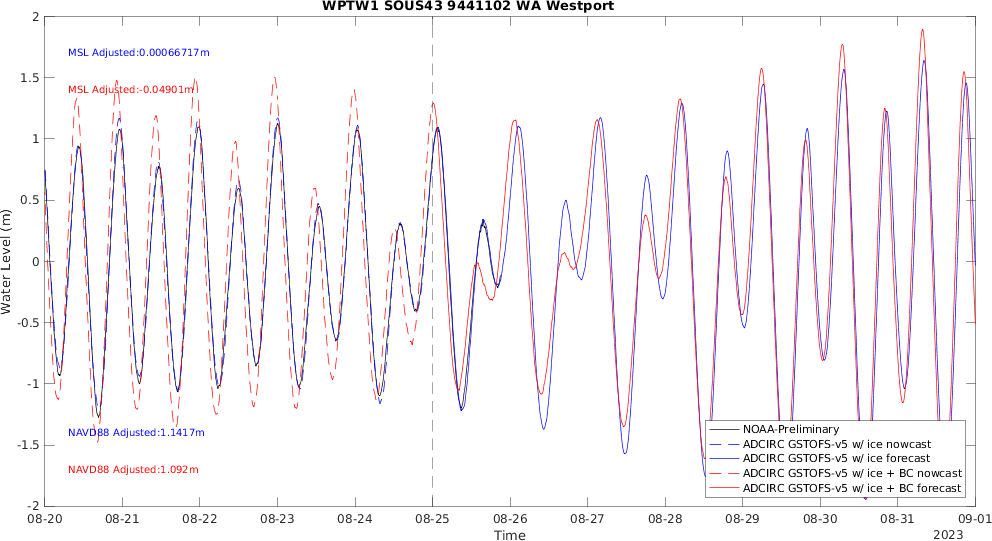 WPTW1 SOUS43 9441102 WA Westport
2
MSL Adjusted:0.00066717m
1.5
MSL Adjusted:-0.04901m
1
0.5
0
-0.5
-1
NAVD88 Adjusted:1.1417m
-1.5
NAVD88 Adjusted:1.092m
-2
Water Level (m)
NOAA-Preliminary
ADCIRC GSTOFS-v5 w/ ice nowcast
ADCIRC GSTOFS-v5 w/ ice forecast
ADCIRC GSTOFS-v5 w/ ice + BC nowcast
ADCIRC GSTOFS-v5 w/ ice + BC forecast
08-20 08-21 08-22 08-23 08-24 08-25 08-26 08-27 08-28 08-29 08-30 08-31 09-01
Time
2023